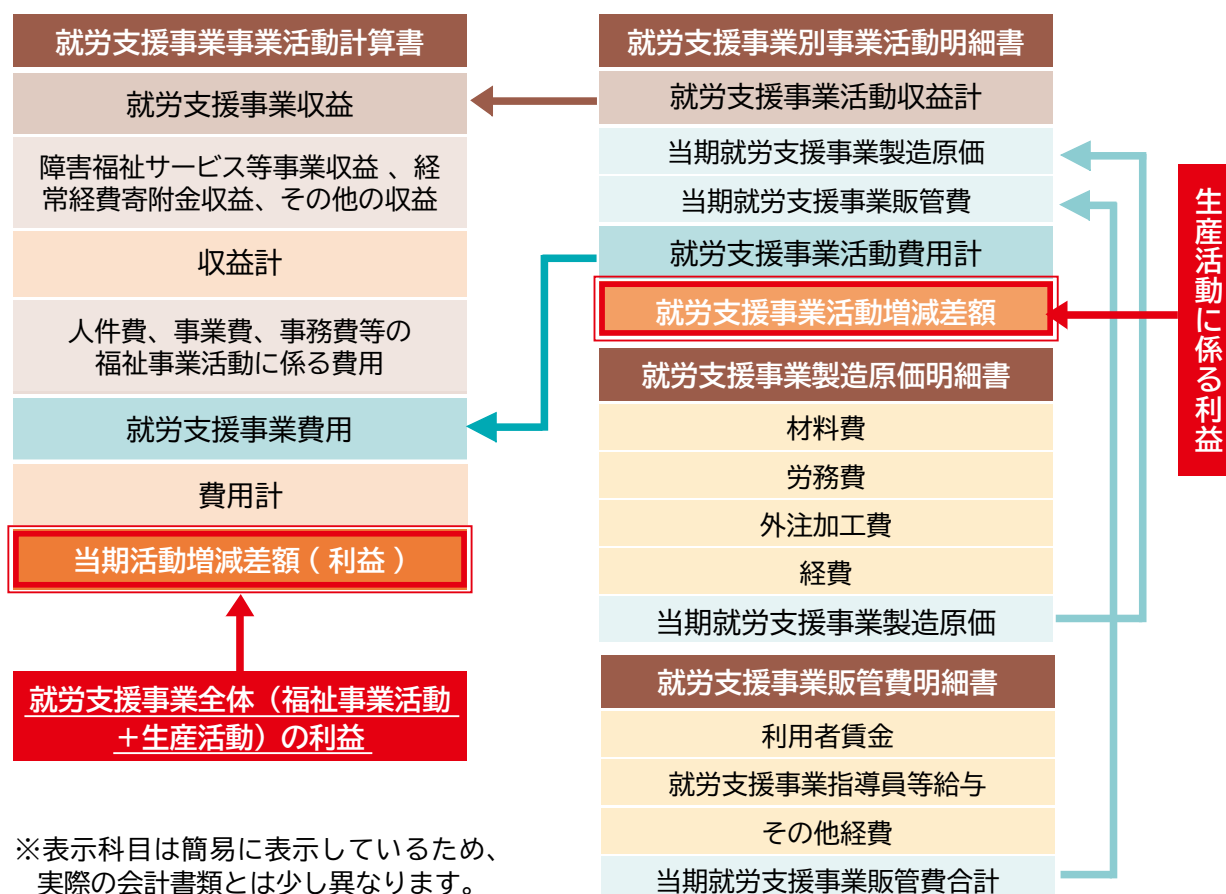 就労支援事業事業活動計算書
就労支援事業収益
障害福祉サービス等事業収益 、経
常経費寄附金収益、その他の収益
収益計
人件費、事業費、事務費等の
福祉事業活動に係る費用
就労支援事業費用
費用計
当期活動増減差額（ 利益 ）
就労支援事業全体（福祉事業活動
＋生産活動）の利益
※表示科目は簡易に表示しているため、
実際の会計書類とは少し異なります。
就労支援事業別事業活動明細書
就労支援事業活動収益計
当期就労支援事業製造原価
当期就労支援事業販管費
就労支援事業活動費用計
就労支援事業活動増減差額
就労支援事業製造原価明細書
材料費
労務費
外注加工費
経費
当期就労支援事業製造原価
就労支援事業販管費明細書
利用者賃金
就労支援事業指導員等給与
その他経費
当期就労支援事業販管費合計
生産活動に係る利益